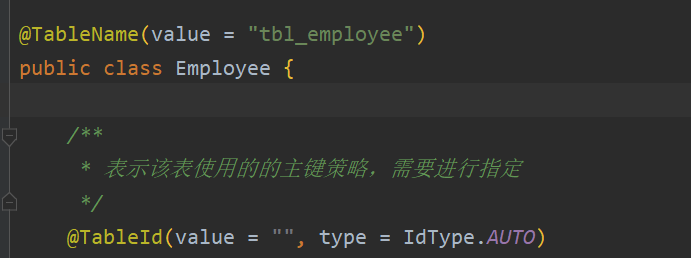 @TableName(value = "tbl_employee")
public class Employee {
/**
* 表示该表使用的的主键策略，需要进行指定
*/
@TableId(value = "", type = IdType.AUTO)